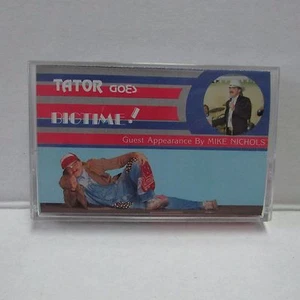 TATOR GOES
BIGTIME!
Guest Appearance By MIKE NICHOLS